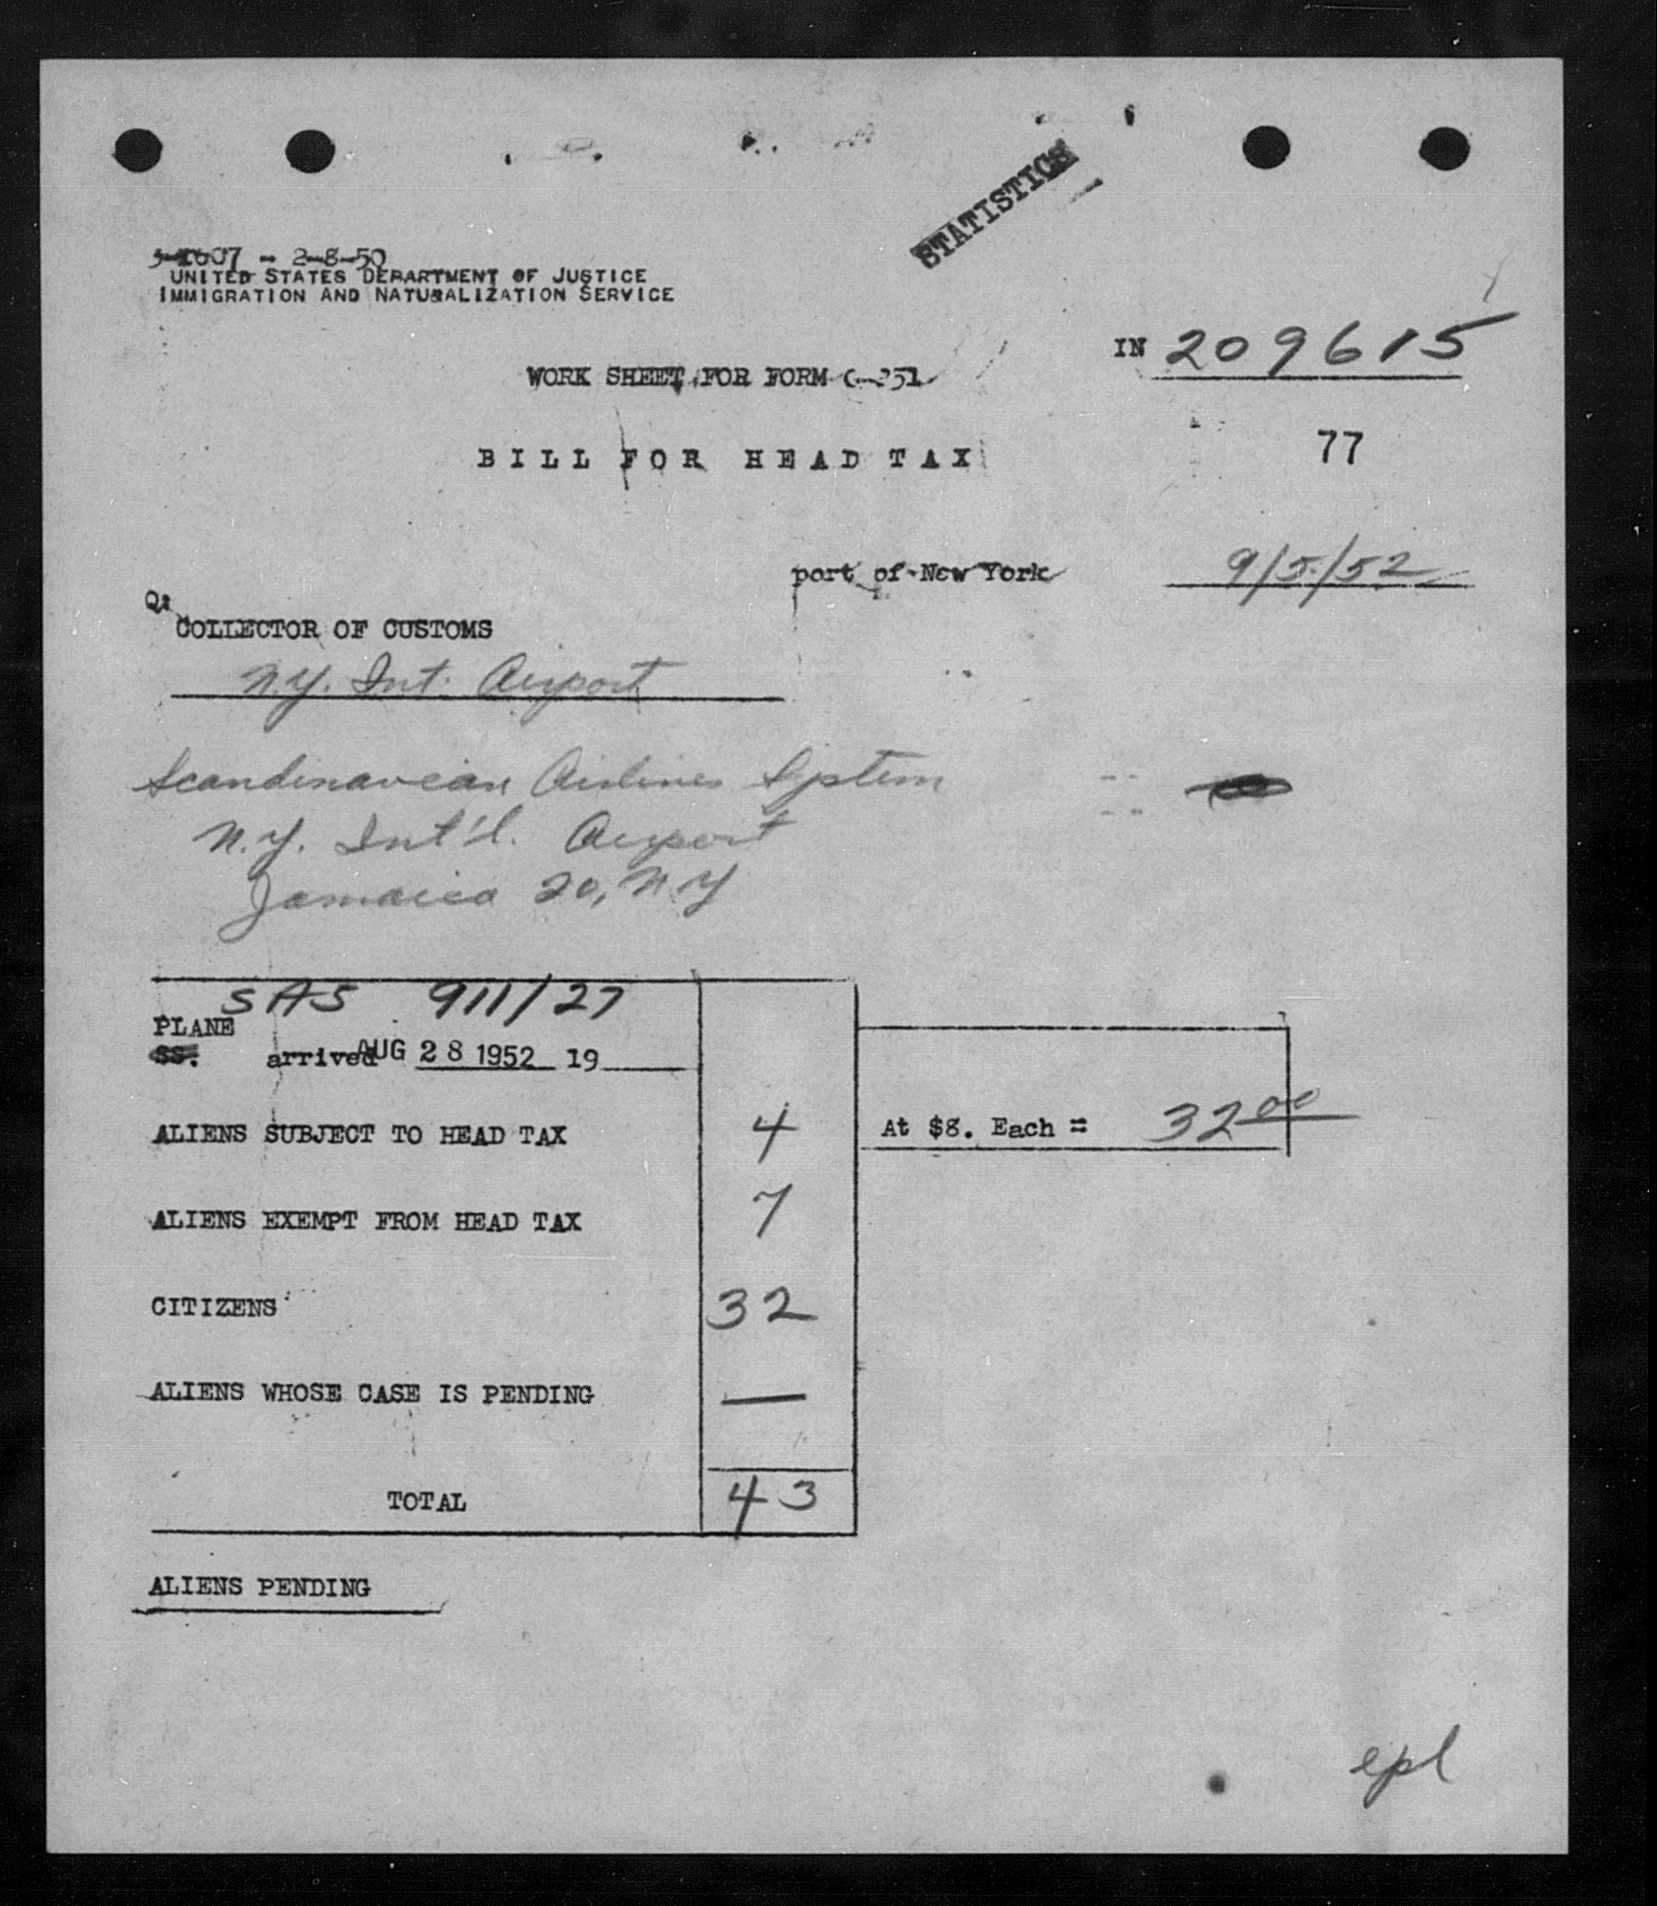 STATISTICS
5-1607 - 2-8-50
UNITED STATES DEPARTMENT OF JUSTICE
IMMIGRATION AND NATURALIZATION SERVICE
IN 209615
WORK SHEET FOR FORM G-251
BILL FOR HEAD TAX
77
port of New York 9/5/52
COLLECTOR OF CUSTOMS
N.Y. Int. Airport
Scandinavian Airlines System
N.Y. Int'l. Airport
Jamaica 20, N.Y
SAS 911/27
PLANE
SS. arrived AUG 28 1952 19
ALIENS SUBJECT TO HEAD TAX 4 At $8. Each = 32 00
ALIENS EXEMPT FROM HEAD TAX 7
CITIZENS 32
ALIENS WHOSE CASE IS PENDING —
TOTAL 43
ALIENS PENDING
epl